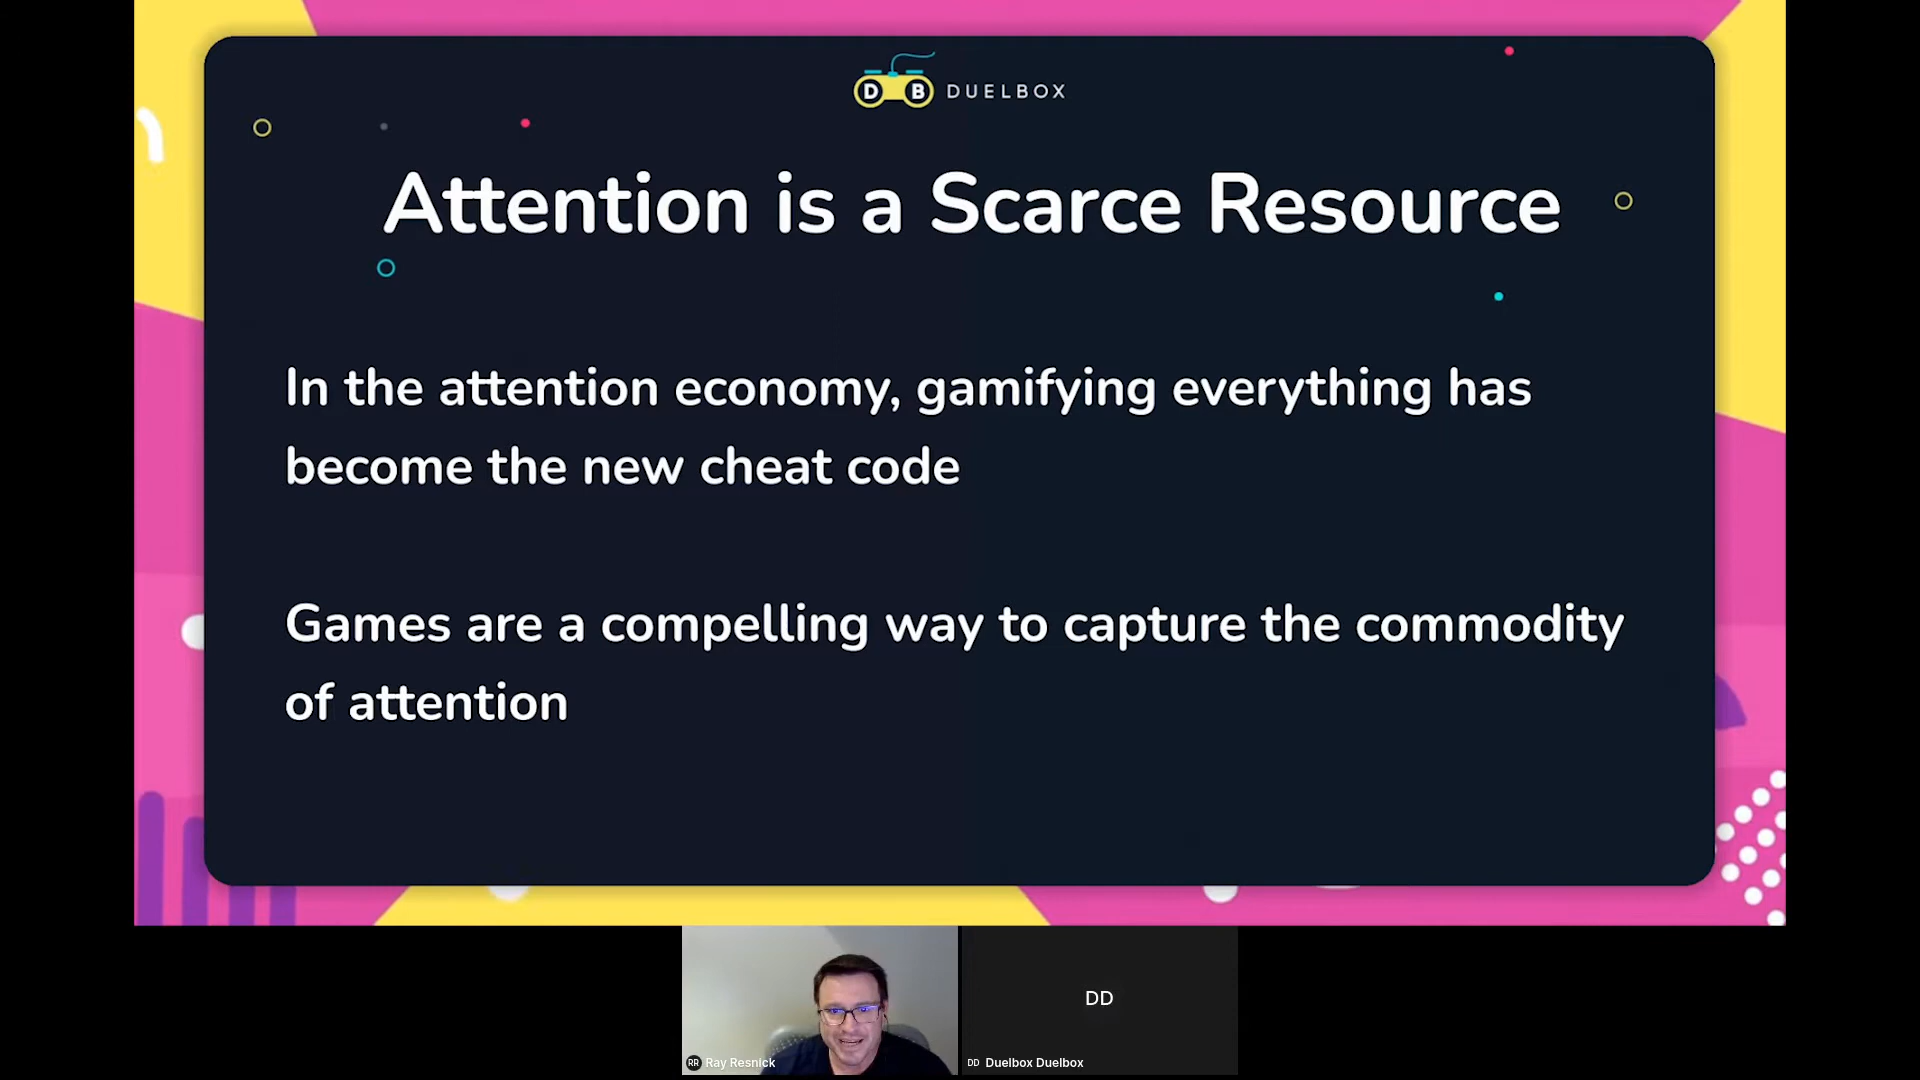 D B DUELBOX
Attention is a Scarce Resource
In the attention economy, gamifying everything has
become the new cheat code
Games are a compelling way to capture the commodity
of attention
DD
RR Ray Resnick
DD Duelbox Duelbox